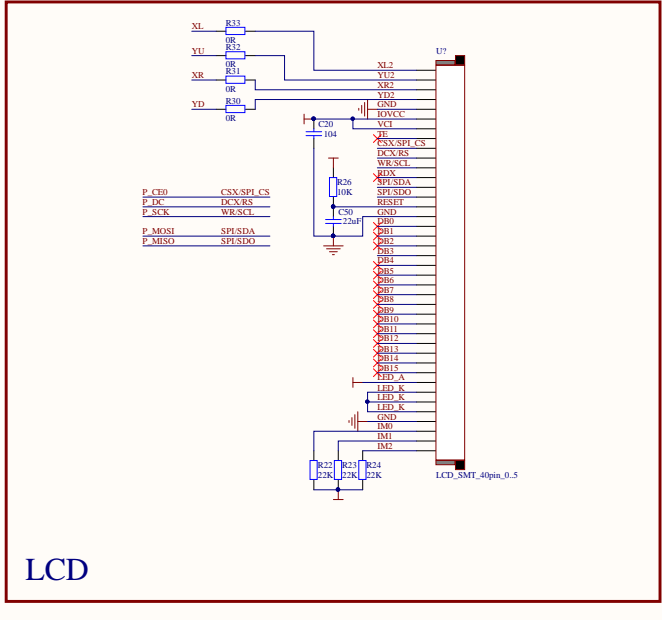 XL R33
0R
YU R32
0R
XR R31
0R
YD R30
0R
U?
XL2
YU2
XR2
YD2
GND
IOVCC
VCI
TE
CSX/SPI_CS
DCX/RS
WR/SCL
RDX
SPI/SDA
SPI/SDO
RESET
GND
DB0
DB1
DB2
DB3
DB4
DB5
DB6
DB7
DB8
DB9
DB10
DB11
DB12
DB13
DB14
DB15
LED_A
LED_K
LED_K
LED_K
GND
IM0
IM1
IM2
C20
104
R26
10K
C50
22uF
P_CE0 CSX/SPI_CS
P_DC DCX/RS
P_SCK WR/SCL
P_MOSI SPI/SDA
P_MISO SPI/SDO
R22 R23 R24
22K 22K 22K
LCD_SMT_40pin_0..5
LCD